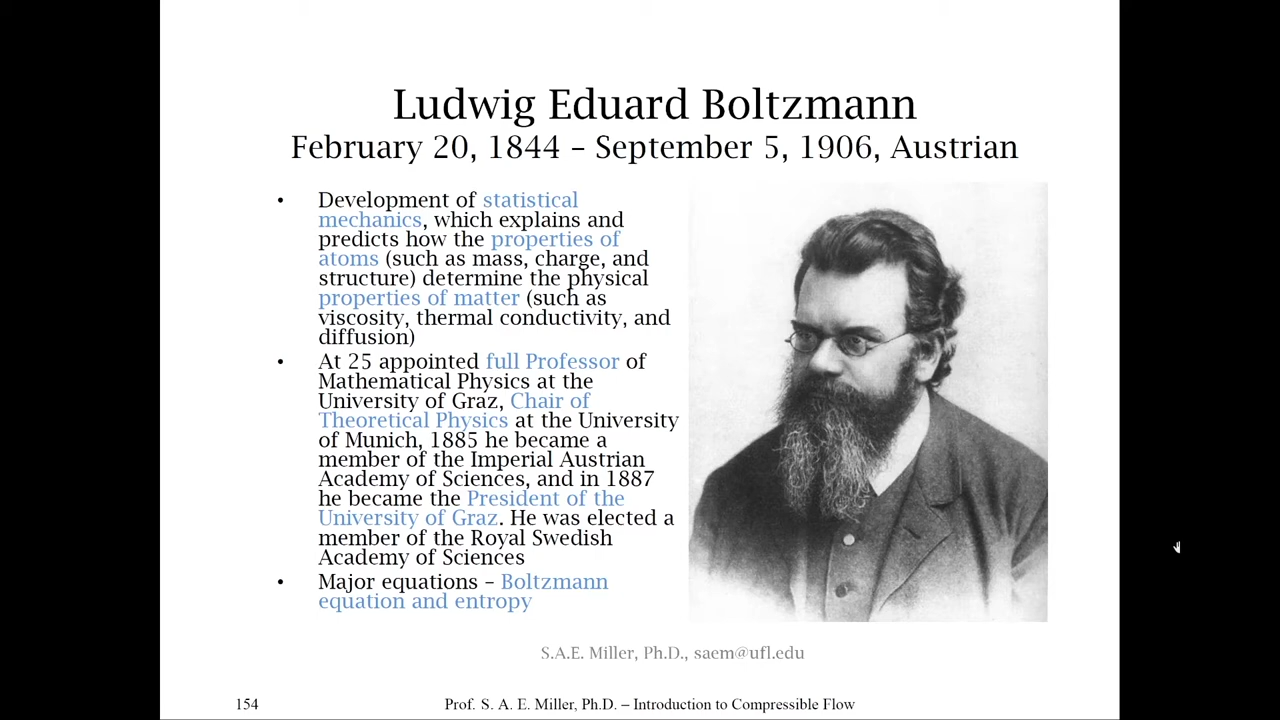 Ludwig Eduard Boltzmann
February 20, 1844 – September 5, 1906, Austrian
• Development of statistical
mechanics, which explains and
predicts how the properties of
atoms (such as mass, charge, and
structure) determine the physical
properties of matter (such as
viscosity, thermal conductivity, and
diffusion)
• At 25 appointed full Professor of
Mathematical Physics at the
University of Graz, Chair of
Theoretical Physics at the University
of Munich, 1885 he became a
member of the Imperial Austrian
Academy of Sciences, and in 1887
he became the President of the
University of Graz. He was elected a
member of the Royal Swedish
Academy of Sciences
• Major equations – Boltzmann
equation and entropy
S.A.E. Miller, Ph.D., saem@ufl.edu
154
Prof. S. A. E. Miller, Ph.D. – Introduction to Compressible Flow